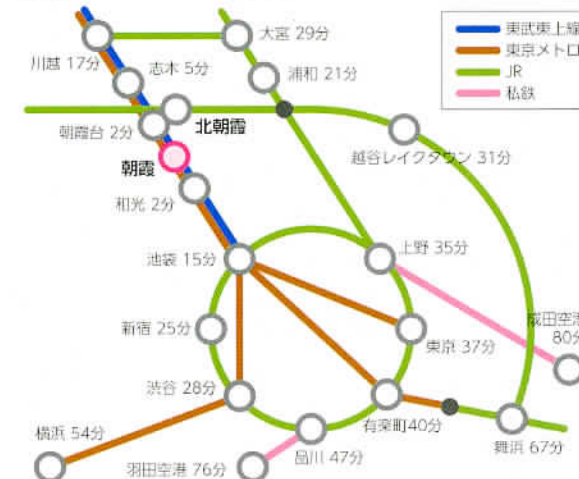 東武東上線
東京メトロ
JR
私鉄
大宮 29分
川越 17分
志木 5分
浦和 21分
北朝霞
朝霞台 2分
越谷レイクタウン 31分
朝霞
和光 2分
池袋 15分
上野 35分
成田空港
80分
新宿 25分
東京 37分
渋谷 28分
有楽町40分
横浜 54分
品川 47分
舞浜 67分
羽田空港 76分